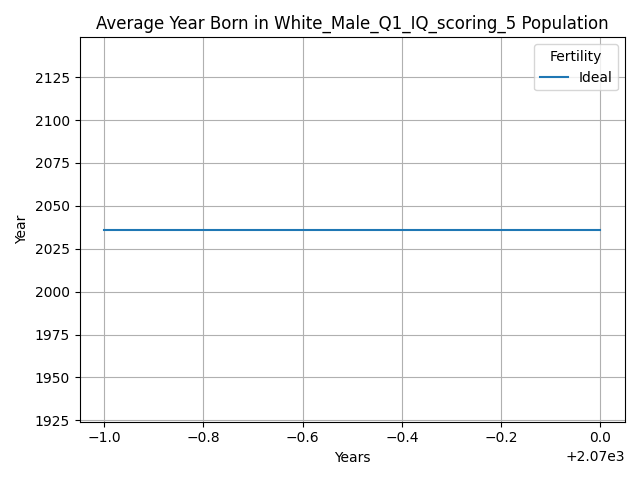 Average Year Born in White_Male_Q1_IQ_scoring_5 Population
Fertility
Ideal
2125
2100
2075
2050
2025
2000
1975
1950
1925
Year
−1.0 −0.8 −0.6 −0.4 −0.2 0.0
Years
+2.07e3